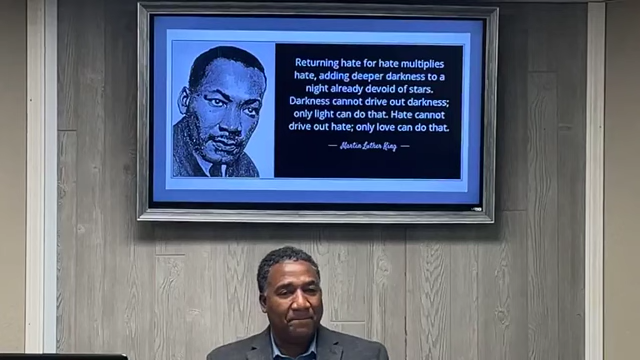 Returning hate for hate multiplies
hate, adding deeper darkness to a
night already devoid of stars.
Darkness cannot drive out darkness;
only light can do that. Hate cannot
drive out hate; only love can do that.
— Martin Luther King —